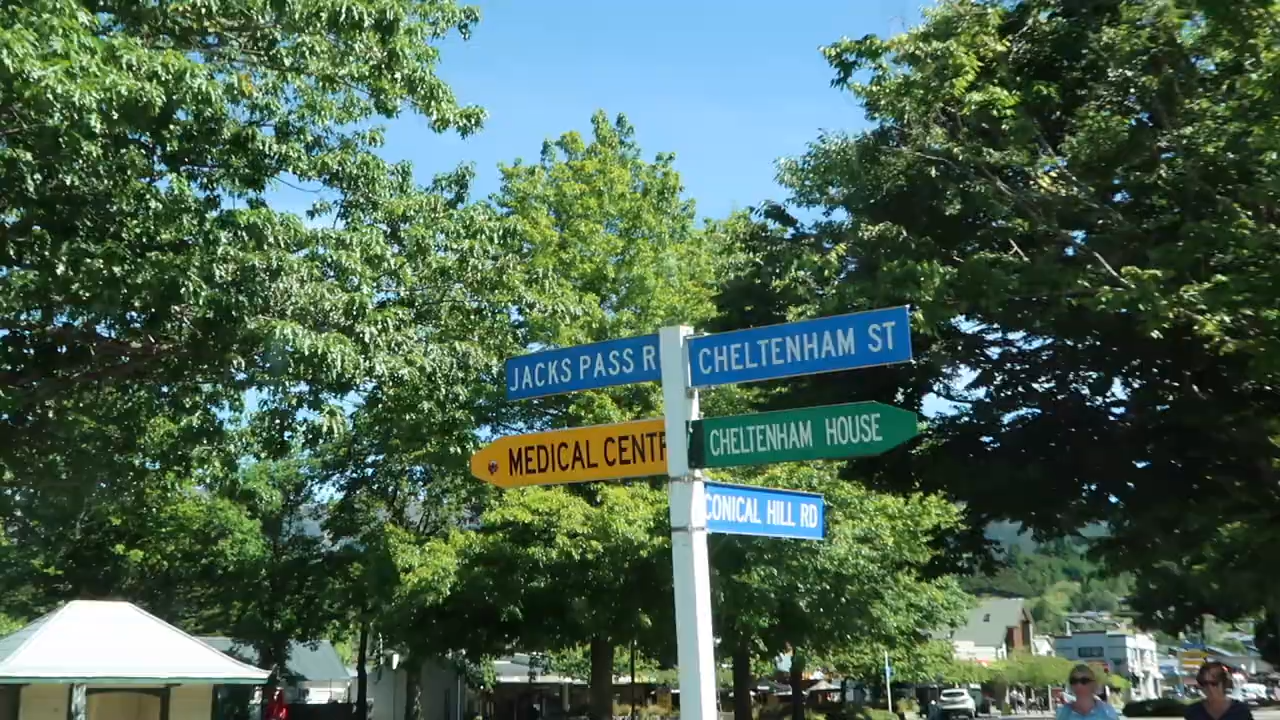 JACKS PASS R
CHELTENHAM ST
MEDICAL CENTR
CHELTENHAM HOUSE
CONICAL HILL RD